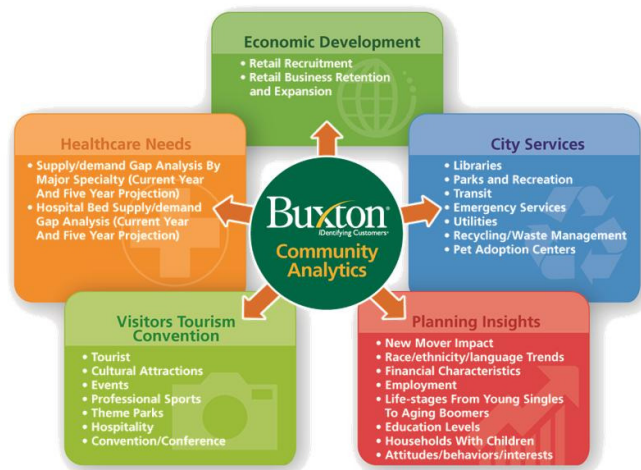 Economic Development
• Retail Recruitment
• Retail Business Retention
and Expansion
Healthcare Needs
• Supply/demand Gap Analysis By
Major Specialty (Current Year
And Five Year Projection)
• Hospital Bed Supply/demand
Gap Analysis (Current Year
And Five Year Projection)
City Services
• Libraries
• Parks and Recreation
• Transit
• Emergency Services
• Utilities
• Recycling/Waste Management
• Pet Adoption Centers
Buxton®
iDentifying Customers®
Community
Analytics
Visitors Tourism
Convention
• Tourist
• Cultural Attractions
• Events
• Professional Sports
• Theme Parks
• Hospitality
• Convention/Conference
Planning Insights
• New Mover Impact
• Race/ethnicity/language Trends
• Financial Characteristics
• Employment
• Life-stages From Young Singles
To Aging Boomers
• Education Levels
• Households With Children
• Attitudes/behaviors/interests